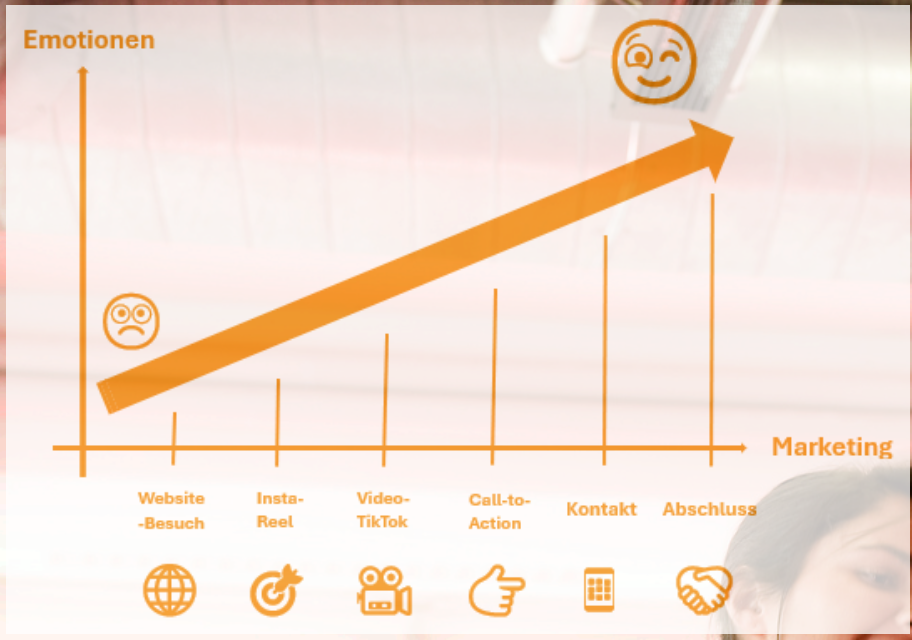 Emotionen
Marketing
Website
-Besuch
Insta-
Reel
Video-
TikTok
Call-to-
Action
Kontakt
Abschluss